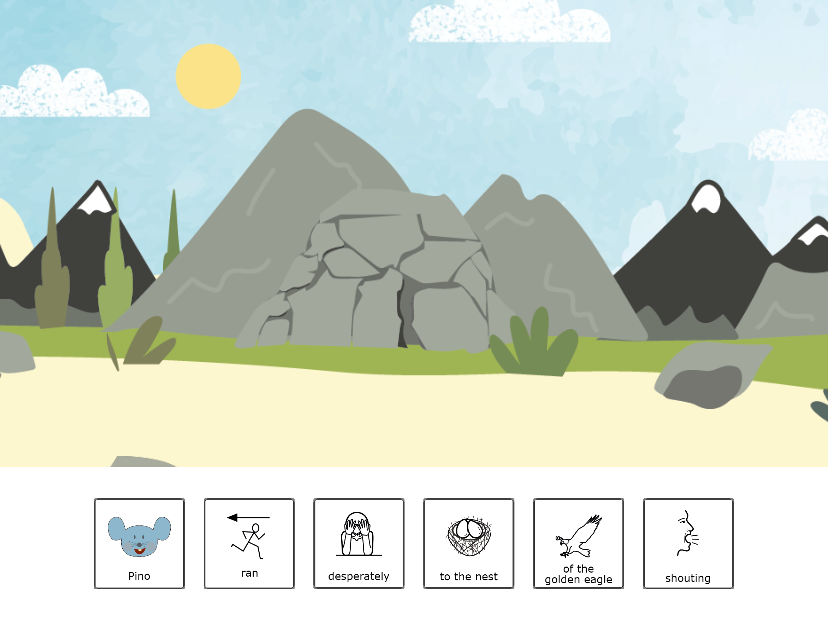 Pino
ran
desperately
to the nest
of the
golden eagle
shouting